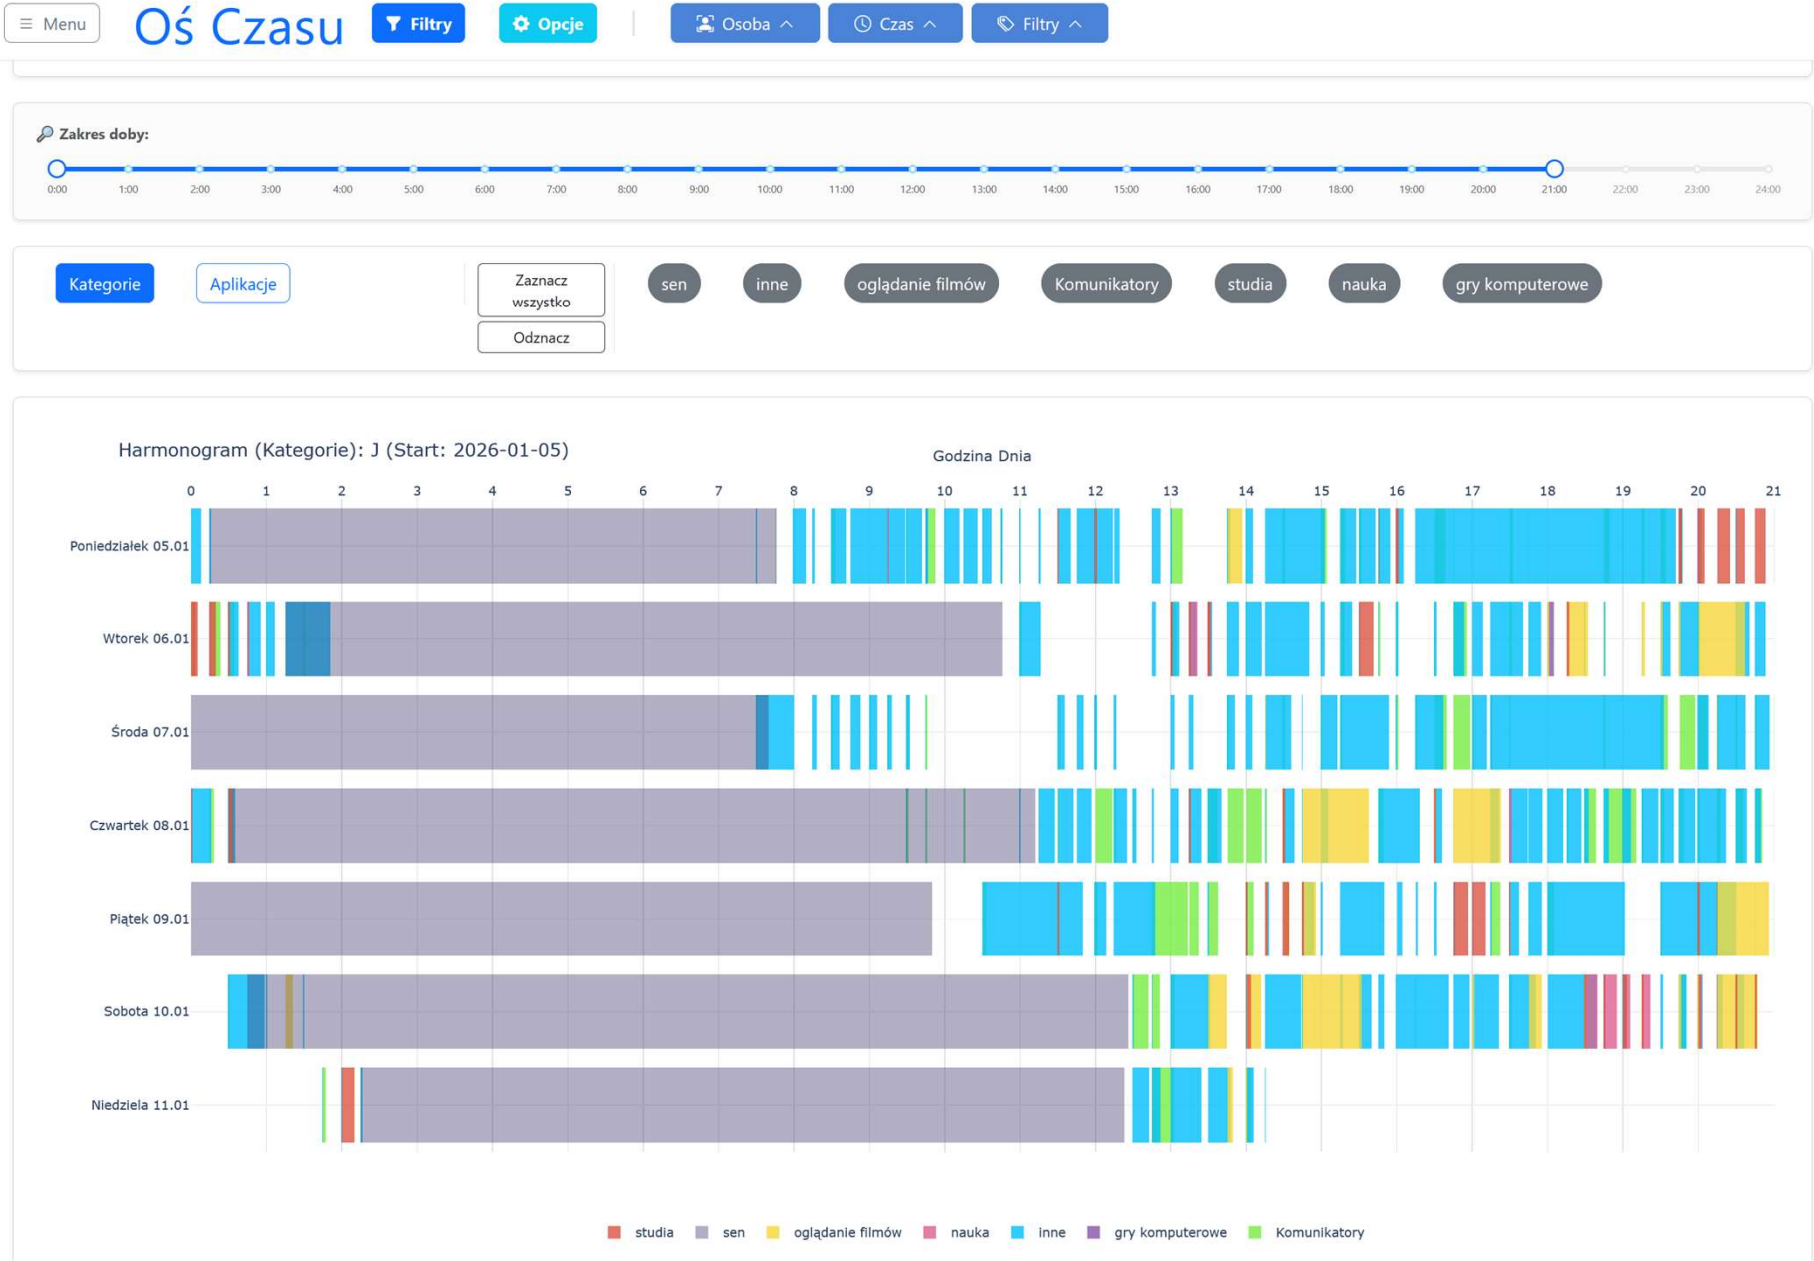 ☰ Menu Oś Czasu Filtry Opcje Osoba Czas Filtry
Zakres doby:
0:00 1:00 2:00 3:00 4:00 5:00 6:00 7:00 8:00 9:00 10:00 11:00 12:00 13:00 14:00 15:00 16:00 17:00 18:00 19:00 20:00 21:00 22:00 23:00 24:00
Kategorie Aplikacje
Zaznacz
wszystko
Odznacz
sen inne oglądanie filmów Komunikatory studia nauka gry komputerowe
Harmonogram (Kategorie): J (Start: 2026-01-05)
Godzina Dnia
0 1 2 3 4 5 6 7 8 9 10 11 12 13 14 15 16 17 18 19 20 21
Poniedziałek 05.01
Wtorek 06.01
Środa 07.01
Czwartek 08.01
Piątek 09.01
Sobota 10.01
Niedziela 11.01
studia sen oglądanie filmów nauka inne gry komputerowe Komunikatory